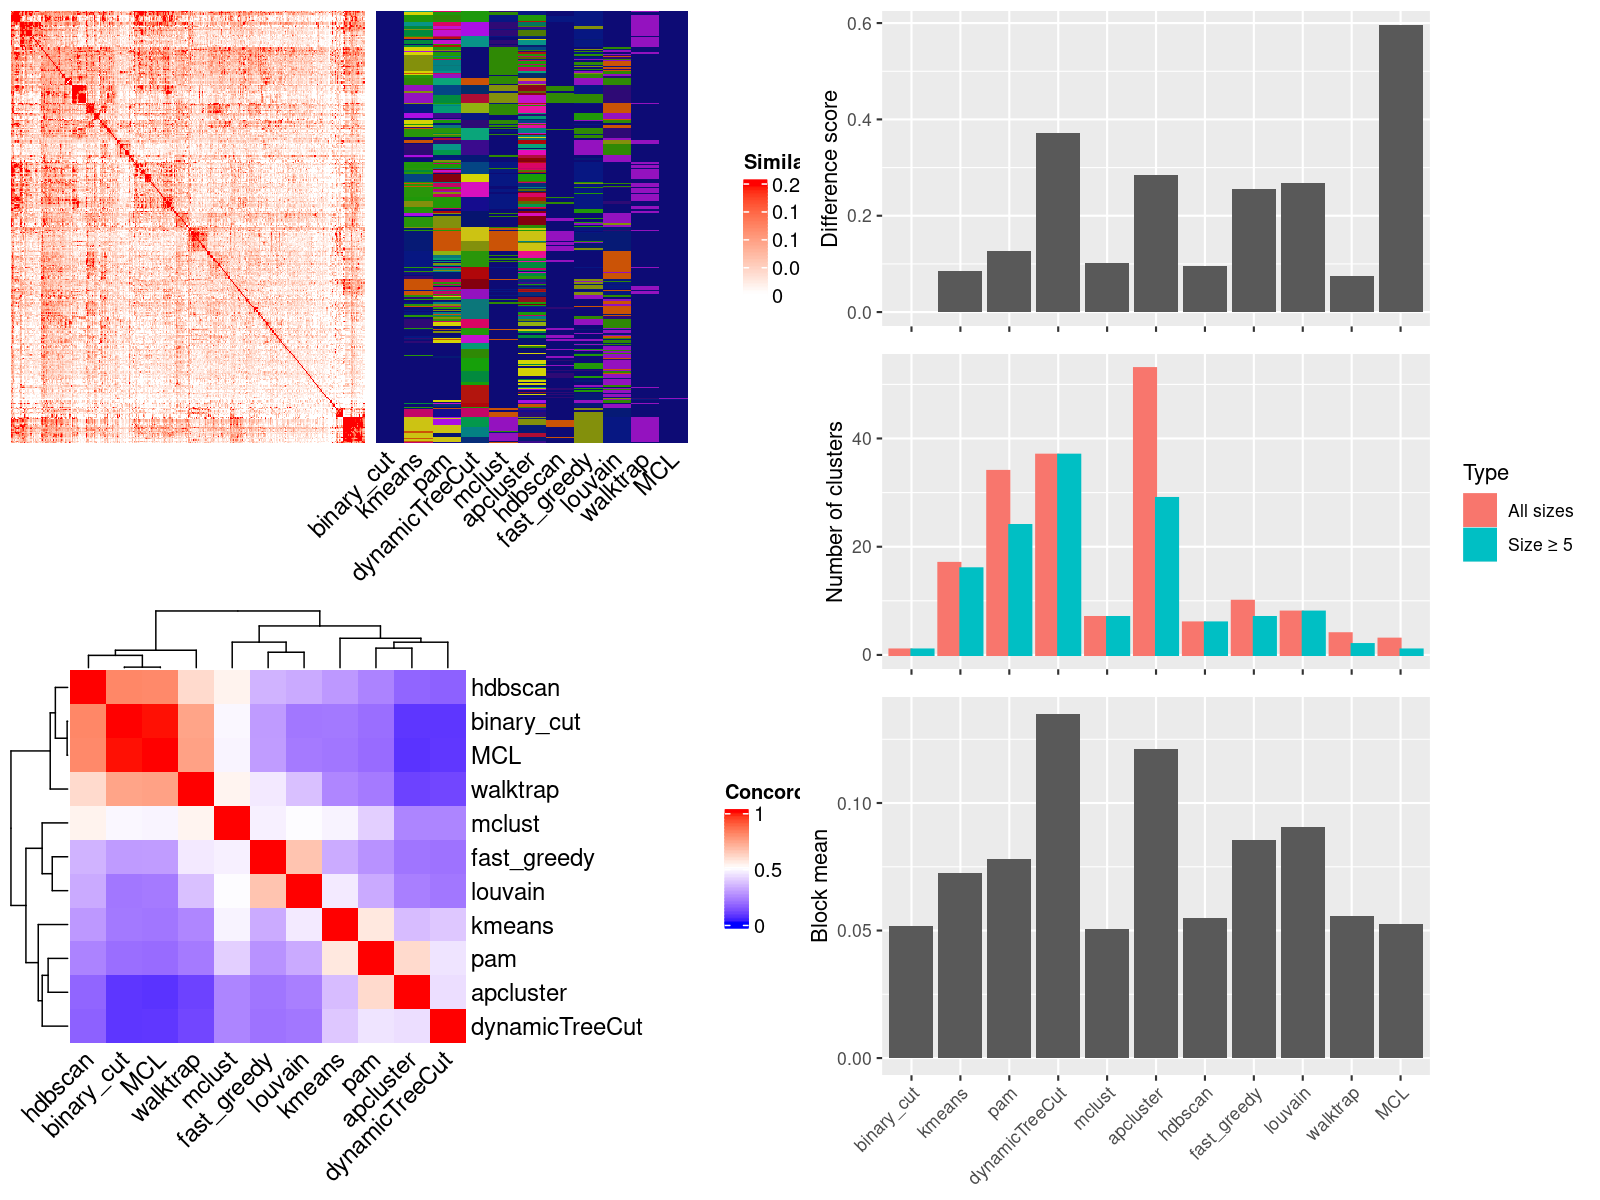 Simila
0.2
0.1
0.1
0.0
0
binary_cut
kmeans
pam
dynamicTreeCut
mclust
apcluster
hdbscan
fast_greedy
louvain
walktrap
MCL
hdbscan
binary_cut
MCL
walktrap
mclust
fast_greedy
louvain
kmeans
pam
apcluster
dynamicTreeCut
hdbscan
binary_cut
MCL
walktrap
mclust
fast_greedy
louvain
kmeans
pam
apcluster
dynamicTreeCut
Concord
1
0.5
0
Difference score
0.6
0.4
0.2
0.0
Number of clusters
40
20
0
Type
All sizes
Size ≥ 5
Block mean
0.10
0.05
0.00
binary_cut
kmeans
pam
dynamicTreeCut
mclust
apcluster
hdbscan
fast_greedy
louvain
walktrap
MCL